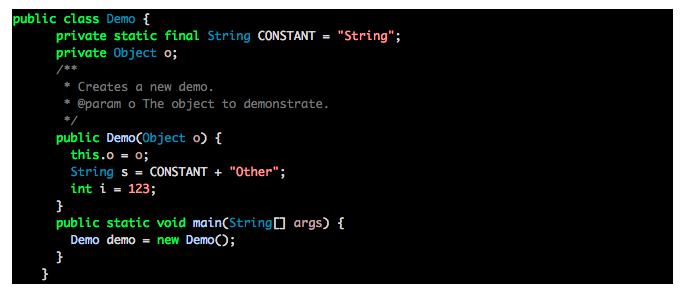 public class Demo {
private static final String CONSTANT = "String";
private Object o;
/**
* Creates a new demo.
* @param o The object to demonstrate.
*/
public Demo(Object o) {
this.o = o;
String s = CONSTANT + "Other";
int i = 123;
}
public static void main(String[] args) {
Demo demo = new Demo();
}
}